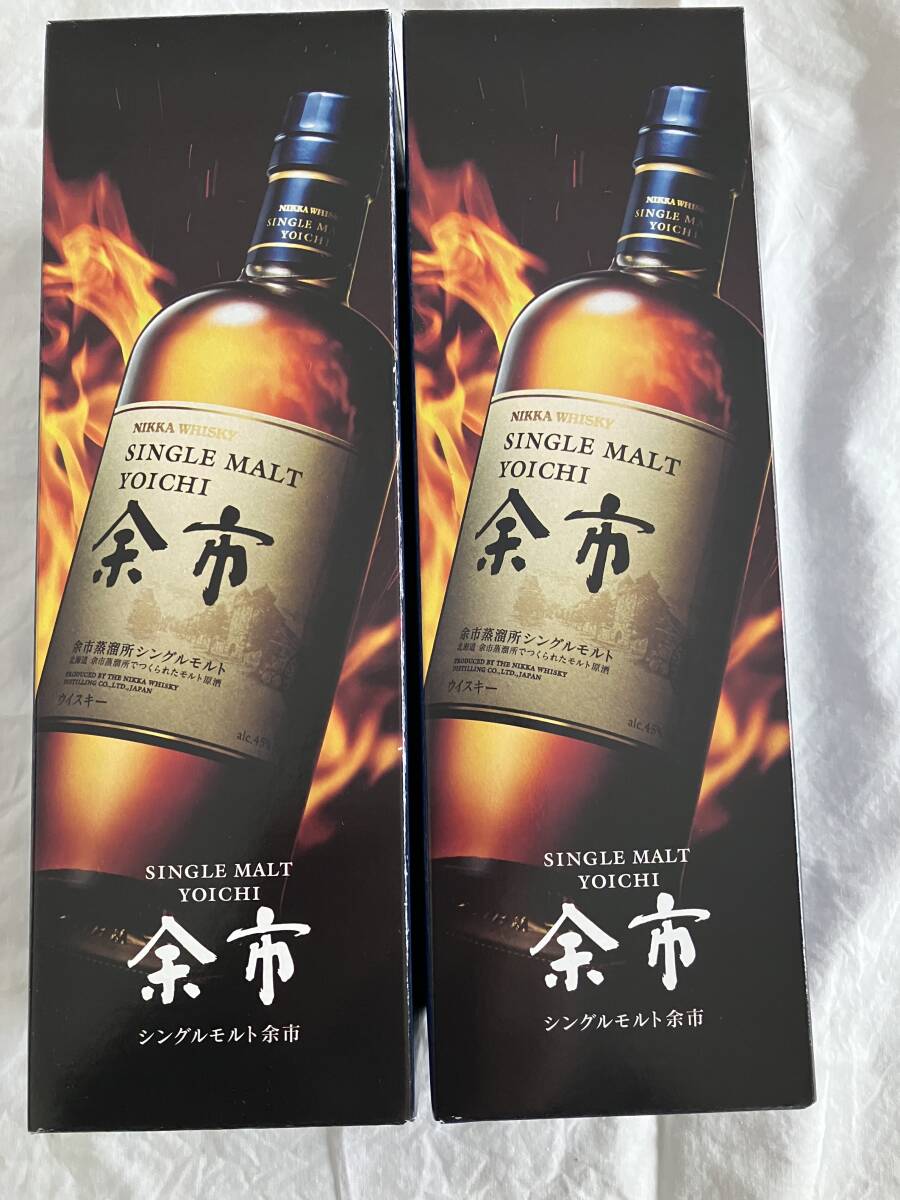 NIKKA WHISKY
SINGLE MALT
YOICHI
余市
余市蒸溜所シングルモルト
北海道 余市蒸溜所でつくられたモルト原酒
PRODUCED BY THE NIKKA WHISKY
DISTILLING CO.,LTD.,JAPAN
ウイスキー
alc.45%
SINGLE MALT
YOICHI
余市
シングルモルト余市
NIKKA WHISKY
SINGLE MALT
YOICHI
NIKKA WHISKY
SINGLE MALT
YOICHI
余市
余市蒸溜所シングルモルト
北海道 余市蒸溜所でつくられたモルト原酒
PRODUCED BY THE NIKKA WHISKY
DISTILLING CO.,LTD.,JAPAN
ウイスキー
alc.45%
SINGLE MALT
YOICHI
余市
シングルモルト余市